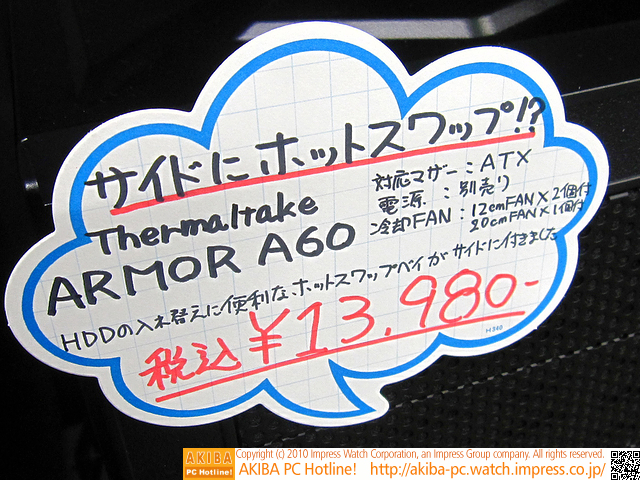 サイドにホットスワップ!?
Thermaltake
ARMOR A60
対応マザー：ATX
電源：別売り
冷却FAN：12cmFAN×2個付
20cmFAN×1個付
HDDの入れ替えに便利なホットスワップベイがサイドに付きました
税込¥13,980-
H340
AKIBA
PC Hotline!
Copyright (c) 2010 Impress Watch Corporation, an Impress Group company. All rights reserved.
AKIBA PC Hotline! http://akiba-pc.watch.impress.co.jp/